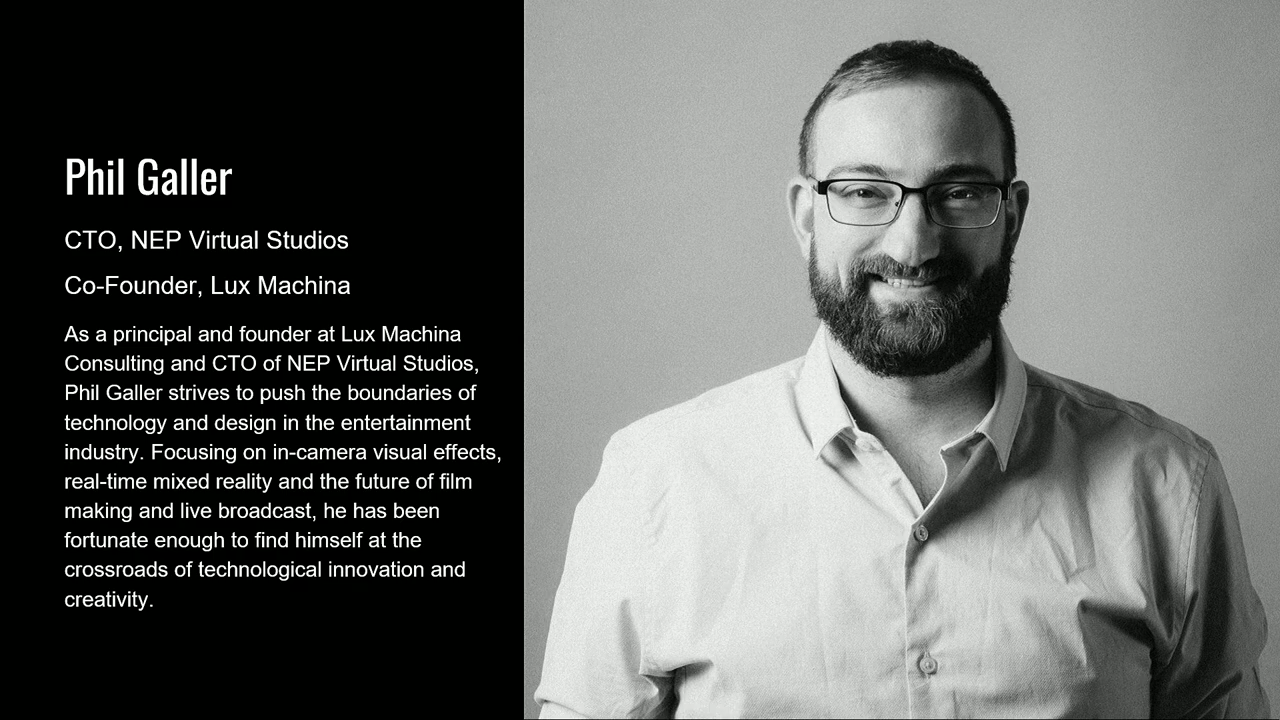 Phil Galler
CTO, NEP Virtual Studios
Co-Founder, Lux Machina
As a principal and founder at Lux Machina
Consulting and CTO of NEP Virtual Studios,
Phil Galler strives to push the boundaries of
technology and design in the entertainment
industry. Focusing on in-camera visual effects,
real-time mixed reality and the future of film
making and live broadcast, he has been
fortunate enough to find himself at the
crossroads of technological innovation and
creativity.